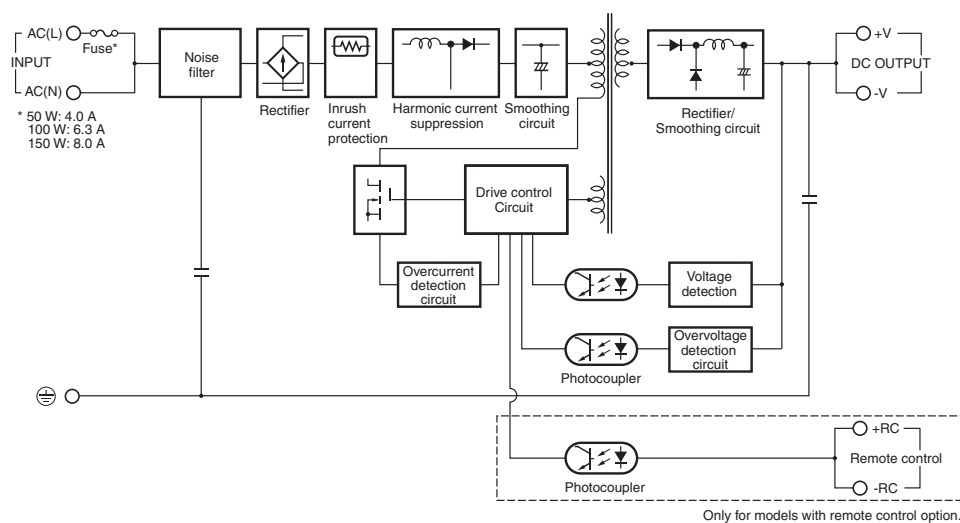 AC(L)
Fuse*
INPUT
AC(N)
* 50 W: 4.0 A
100 W: 6.3 A
150 W: 8.0 A
Noise
filter
Rectifier
Inrush
current
protection
Harmonic current
suppression
Smoothing
circuit
Rectifier/
Smoothing circuit
+V
DC OUTPUT
-V
Drive control
Circuit
Overcurrent
detection
circuit
Voltage
detection
Overvoltage
detection
circuit
Photocoupler
+RC
Remote control
-RC
Photocoupler
Only for models with remote control option.